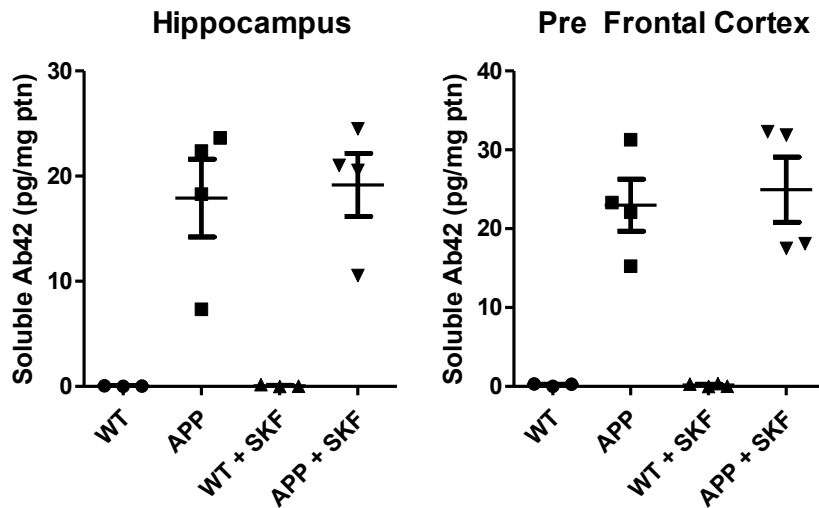 Hippocampus
Soluble Ab42 (pg/mg ptn)
30
20
10
0
WT
APP
WT + SKF
APP + SKF
Pre Frontal Cortex
Soluble Ab42 (pg/mg ptn)
40
30
20
10
0
WT
APP
WT + SKF
APP + SKF